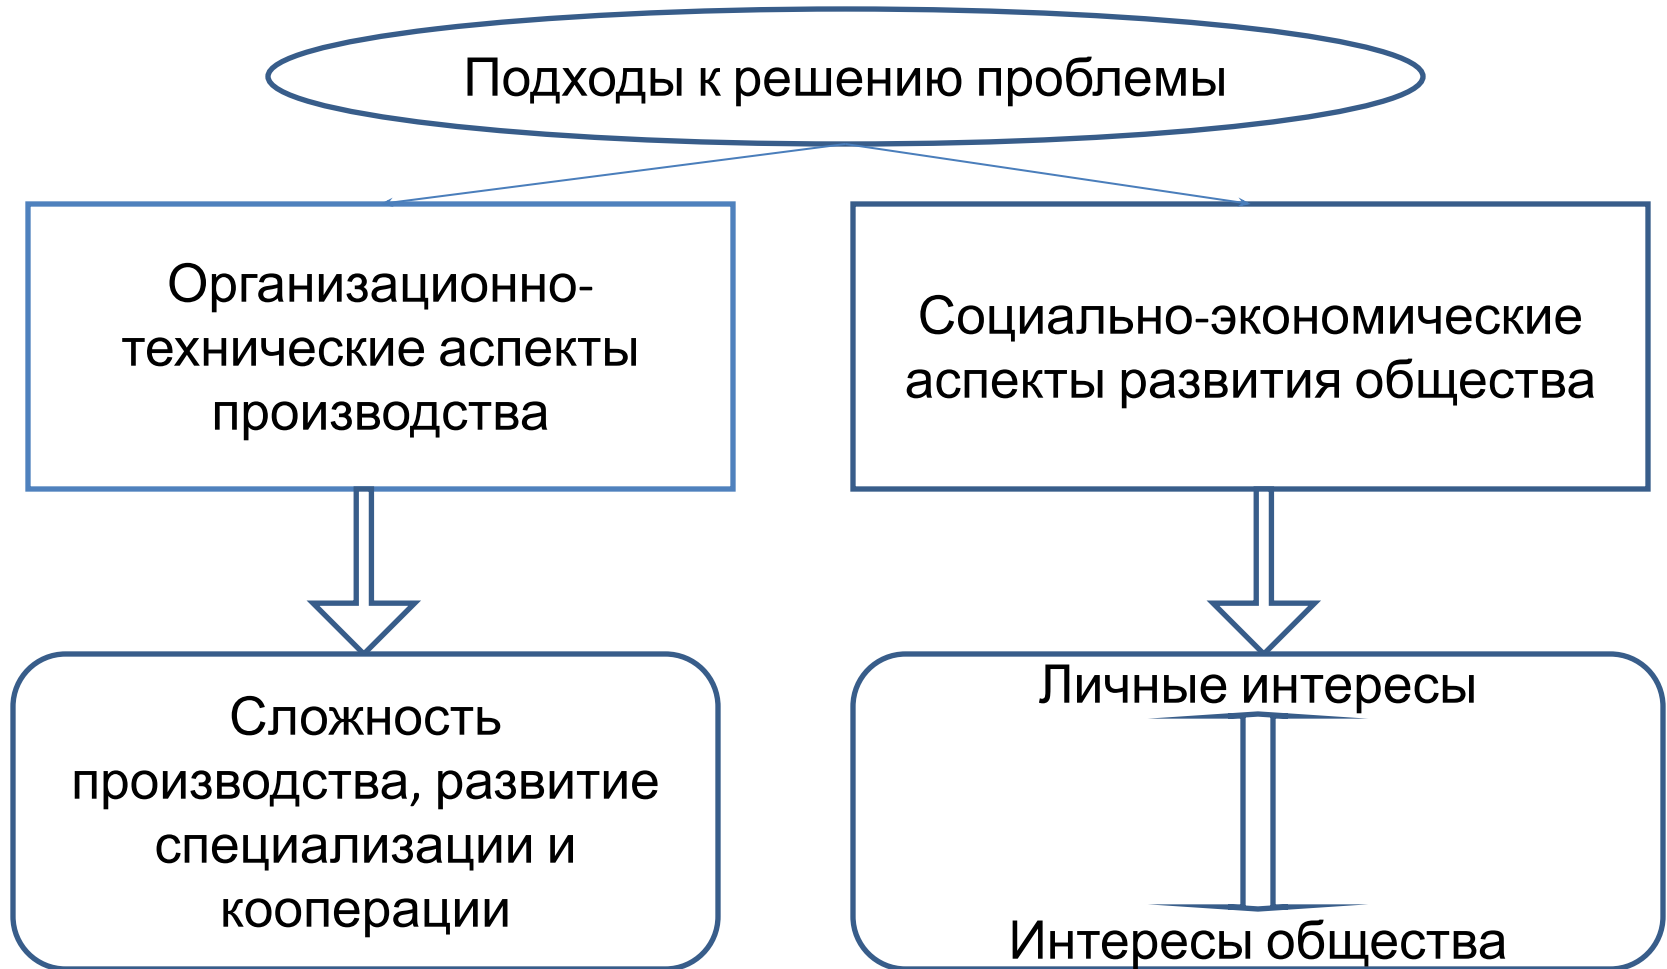 Подходы к решению проблемы
Организационно-
технические аспекты
производства
Социально-экономические
аспекты развития общества
Сложность
производства, развитие
специализации и
кооперации
Личные интересы
Интересы общества